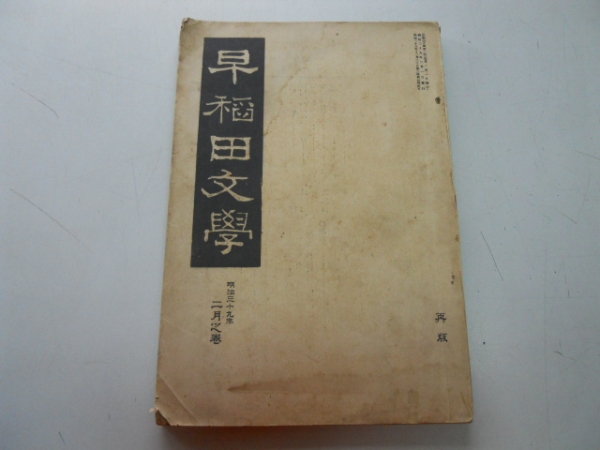 早稲田文學
明治三十九年
二月之巻
再版